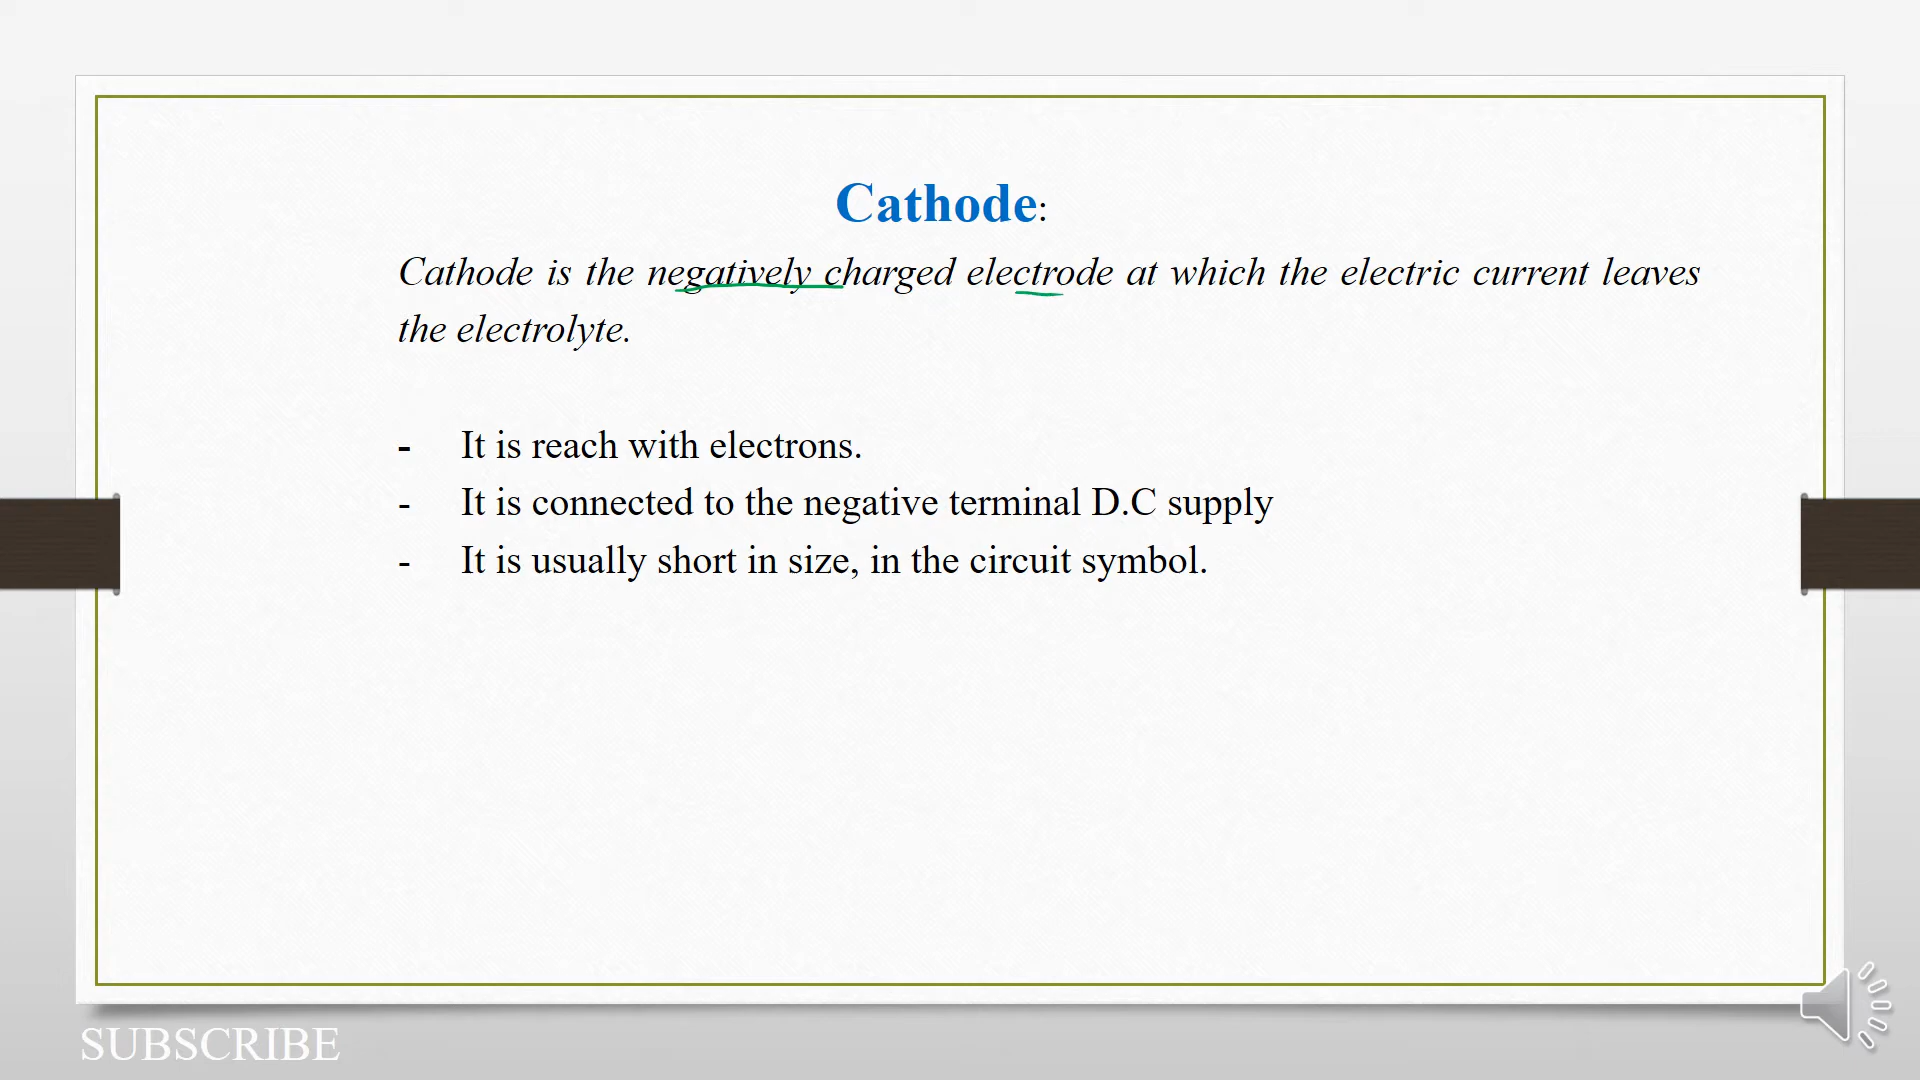 Cathode:
Cathode is the negatively charged electrode at which the electric current leaves
the electrolyte.
- It is reach with electrons.
- It is connected to the negative terminal D.C supply
- It is usually short in size, in the circuit symbol.
SUBSCRIBE